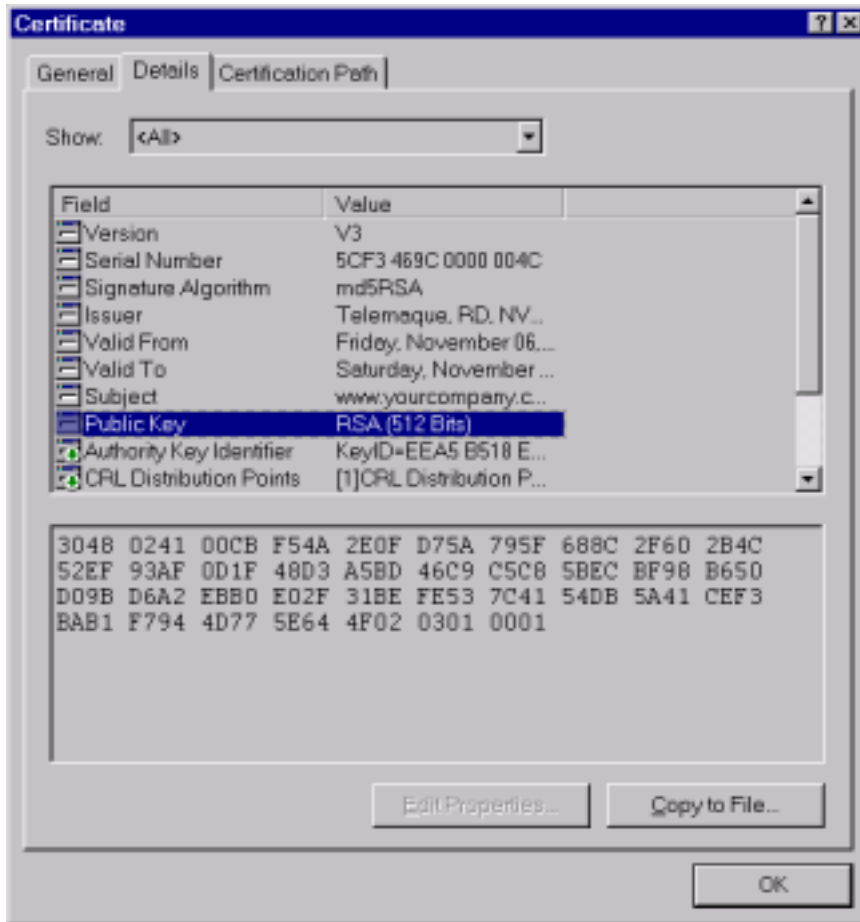 Certificate
General Details Certification Path
Show: <All>
Field Value
Version V3
Serial Number 5CF3 469C 0000 004C
Signature Algorithm md5RSA
Issuer Telemaque, RD, NV...
Valid From Friday, November 06,...
Valid To Saturday, November ...
Subject www.yourcompany.c...
Public Key RSA (512 Bits)
Authority Key Identifier KeyID=EEA5 B518 E...
CRL Distribution Points [1]CRL Distribution P...
3048 0241 00CB F54A 2E0F D75A 795F 688C 2F60 2B4C
52EF 93AF 0D1F 48D3 A5BD 46C9 C5C8 5BEC BF98 B650
D09B D6A2 EBB0 E02F 31BE FE53 7C41 54DB 5A41 CEF3
BAB1 F794 4D77 5E64 4F02 0301 0001
Edit Properties... Copy to File...
OK